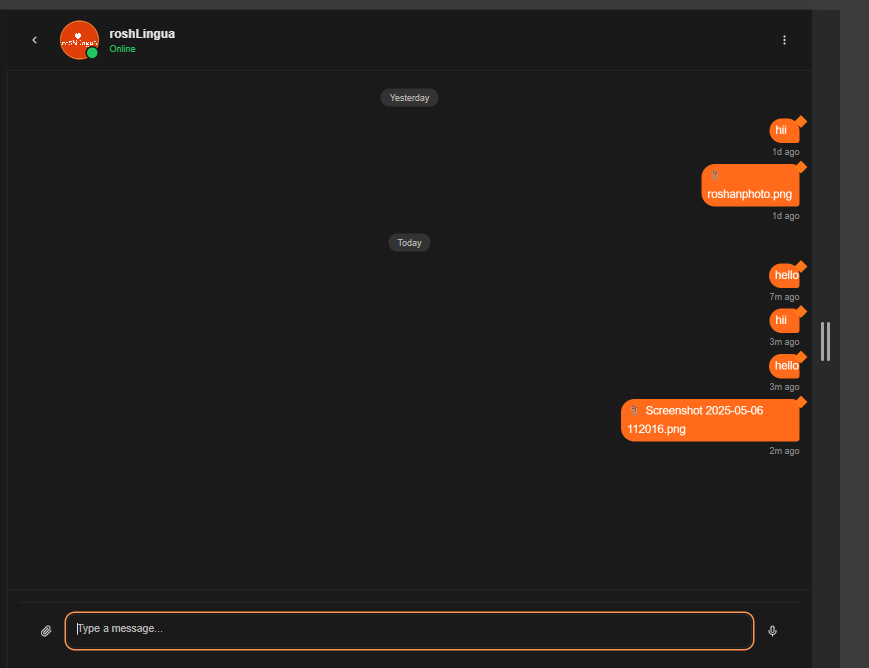 roshLingua
Online
Yesterday
hii
1d ago
roshanphoto.png
1d ago
Today
hello
7m ago
hii
3m ago
hello
3m ago
Screenshot 2025-05-06
112016.png
2m ago
Type a message...